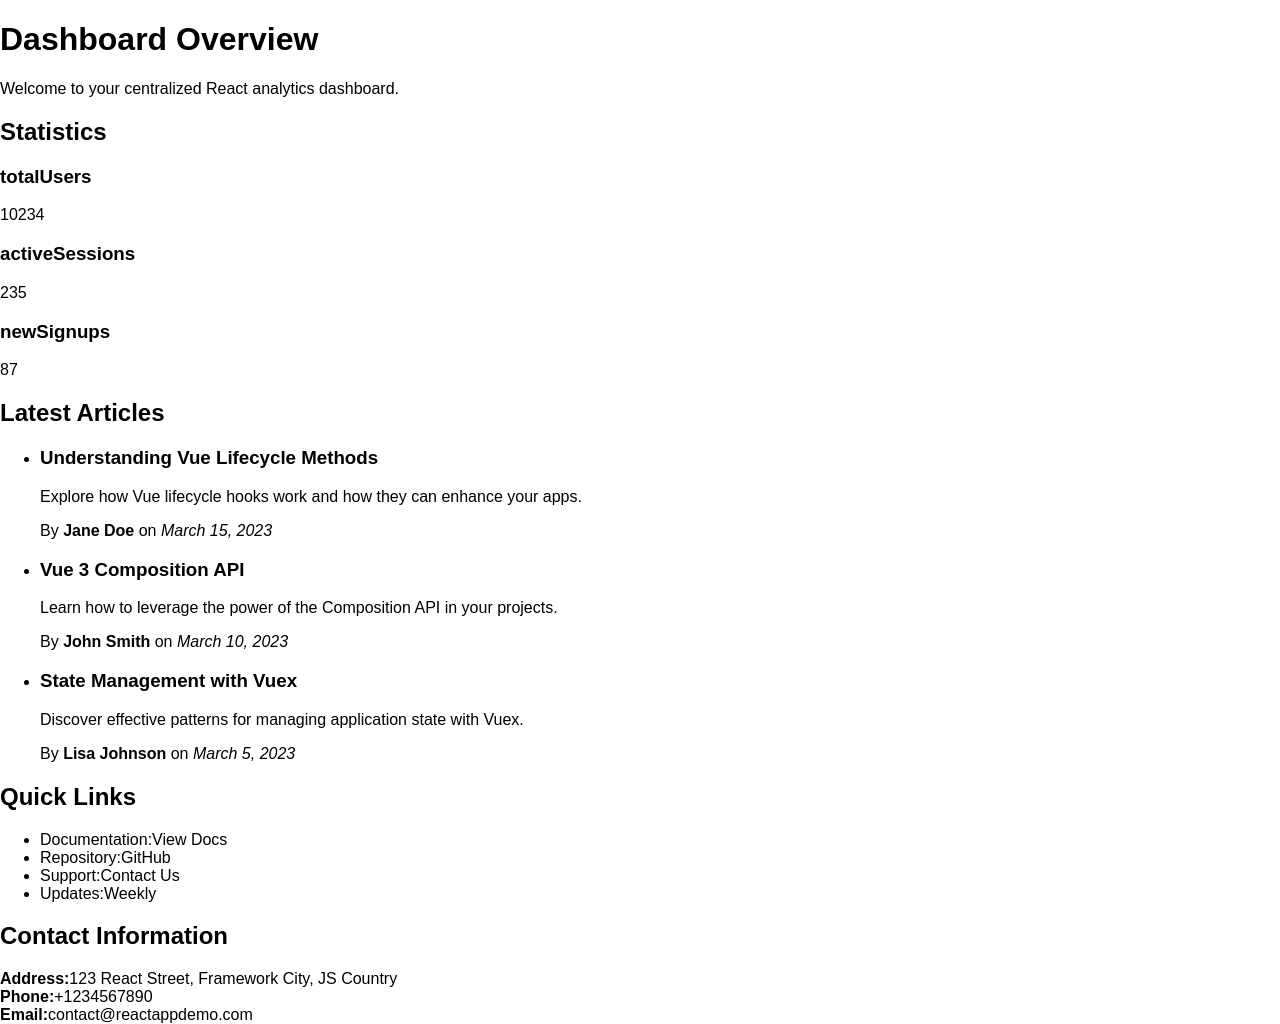 Dashboard Overview
Welcome to your centralized React analytics dashboard.
Statistics
totalUsers
10234
activeSessions
235
newSignups
87
Latest Articles
Understanding Vue Lifecycle Methods
Explore how Vue lifecycle hooks work and how they can enhance your apps.
By Jane Doe on March 15, 2023
Vue 3 Composition API
Learn how to leverage the power of the Composition API in your projects.
By John Smith on March 10, 2023
State Management with Vuex
Discover effective patterns for managing application state with Vuex.
By Lisa Johnson on March 5, 2023
Quick Links
Documentation:View Docs
Repository:GitHub
Support:Contact Us
Updates:Weekly
Contact Information
Address:123 React Street, Framework City, JS Country
Phone:+1234567890
Email:contact@reactappdemo.com